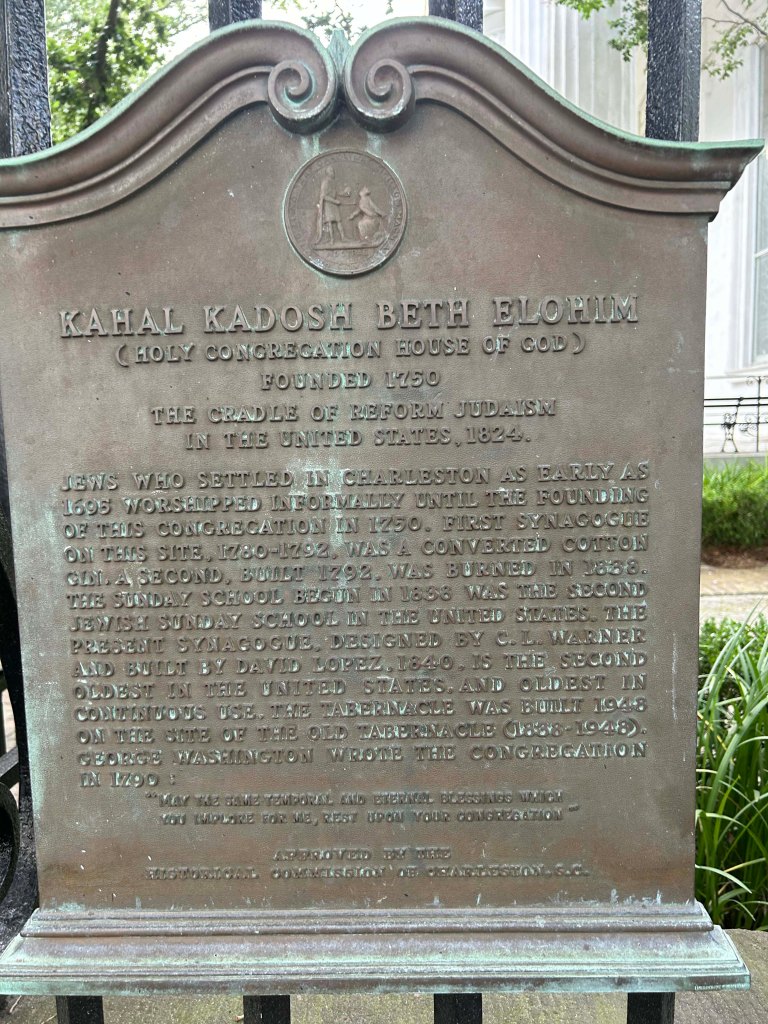 KAHAL KADOSH BETH ELOHIM
(HOLY CONGREGATION HOUSE OF GOD)
FOUNDED 1750
THE CRADLE OF REFORM JUDAISM
IN THE UNITED STATES, 1824.
JEWS WHO SETTLED IN CHARLESTON AS EARLY AS
1695 WORSHIPPED INFORMALLY UNTIL THE FOUNDING
OF THIS CONGREGATION IN 1750. FIRST SYNAGOGUE
ON THIS SITE, 1780-1792, WAS A CONVERTED COTTON
GIN. A SECOND, BUILT 1792, WAS BURNED IN 1838.
THE SUNDAY SCHOOL BEGUN IN 1838 WAS THE SECOND
JEWISH SUNDAY SCHOOL IN THE UNITED STATES. THE
PRESENT SYNAGOGUE, DESIGNED BY C. L. WARNER
AND BUILT BY DAVID LOPEZ, 1840, IS THE SECOND
OLDEST IN THE UNITED STATES, AND OLDEST IN
CONTINUOUS USE. THE TABERNACLE WAS BUILT 1948
ON THE SITE OF THE OLD TABERNACLE (1838-1948).
GEORGE WASHINGTON WROTE THE CONGREGATION
IN 1790:
"MAY THE SAME TEMPORAL AND ETERNAL BLESSINGS WHICH
YOU IMPLORE FOR ME, REST UPON YOUR CONGREGATION"
APPROVED BY THE
HISTORICAL COMMISSION OF CHARLESTON, S.C.